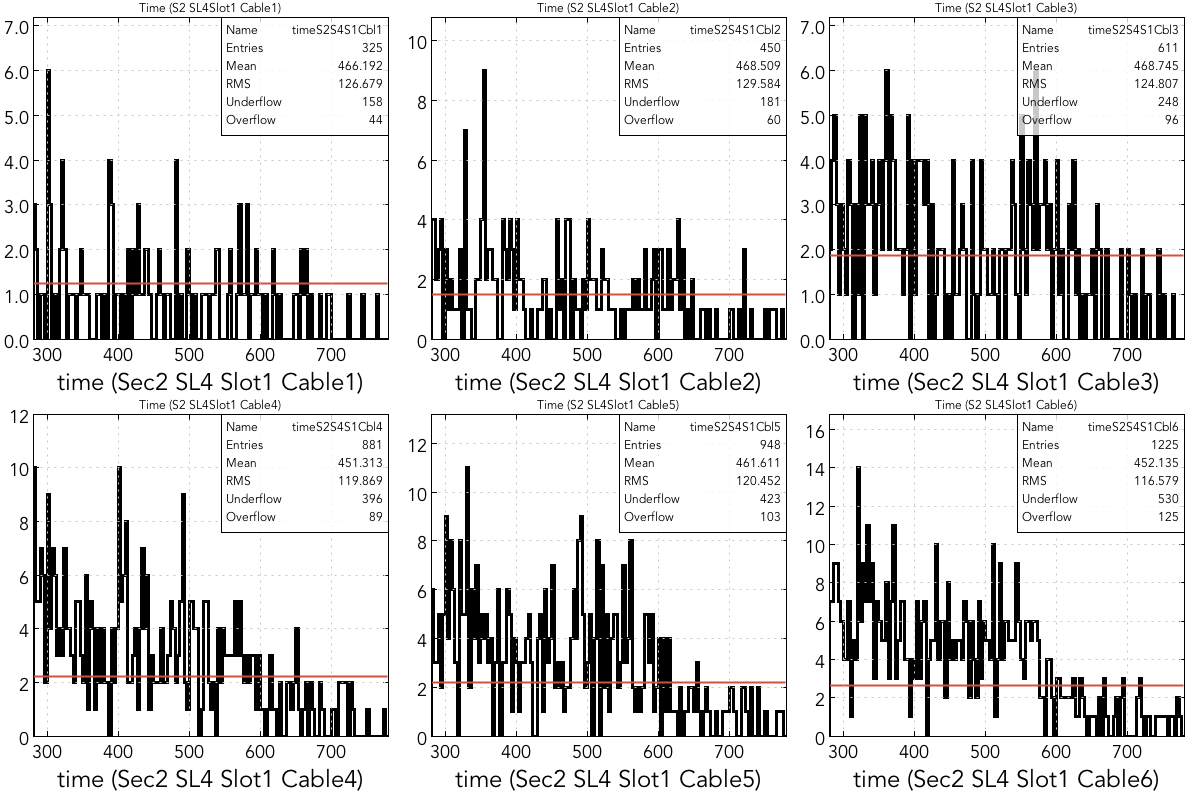 Time (S2 SL4Slot1 Cable1)
7.0
6.0
5.0
4.0
3.0
2.0
1.0
0.0
Name timeS2S4S1Cbl1
Entries 325
Mean 466.192
RMS 126.679
Underflow 158
Overflow 44
300 400 500 600 700
time (Sec2 SL4 Slot1 Cable1)
Time (S2 SL4Slot1 Cable2)
10
8
6
4
2
0
Name timeS2S4S1Cbl2
Entries 450
Mean 468.509
RMS 129.584
Underflow 181
Overflow 60
300 400 500 600 700
time (Sec2 SL4 Slot1 Cable2)
Time (S2 SL4Slot1 Cable3)
7.0
6.0
5.0
4.0
3.0
2.0
1.0
0.0
Name timeS2S4S1Cbl3
Entries 611
Mean 468.745
RMS 124.807
Underflow 248
Overflow 96
300 400 500 600 700
time (Sec2 SL4 Slot1 Cable3)
Time (S2 SL4Slot1 Cable4)
12
10
8
6
4
2
0
Name timeS2S4S1Cbl4
Entries 881
Mean 451.313
RMS 119.869
Underflow 396
Overflow 89
300 400 500 600 700
time (Sec2 SL4 Slot1 Cable4)
Time (S2 SL4Slot1 Cable5)
12
10
8
6
4
2
0
Name timeS2S4S1Cbl5
Entries 948
Mean 461.611
RMS 120.452
Underflow 423
Overflow 103
300 400 500 600 700
time (Sec2 SL4 Slot1 Cable5)
Time (S2 SL4Slot1 Cable6)
16
14
12
10
8
6
4
2
0
Name timeS2S4S1Cbl6
Entries 1225
Mean 452.135
RMS 116.579
Underflow 530
Overflow 125
300 400 500 600 700
time (Sec2 SL4 Slot1 Cable6)